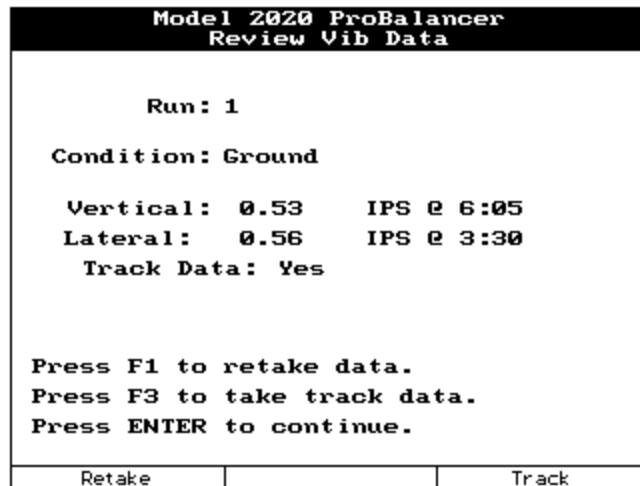 Model 2020 ProBalancer
Review Vib Data
Run: 1
Condition: Ground
Vertical: 0.53 IPS @ 6:05
Lateral: 0.56 IPS @ 3:30
Track Data: Yes
Press F1 to retake data.
Press F3 to take track data.
Press ENTER to continue.
Retake Track